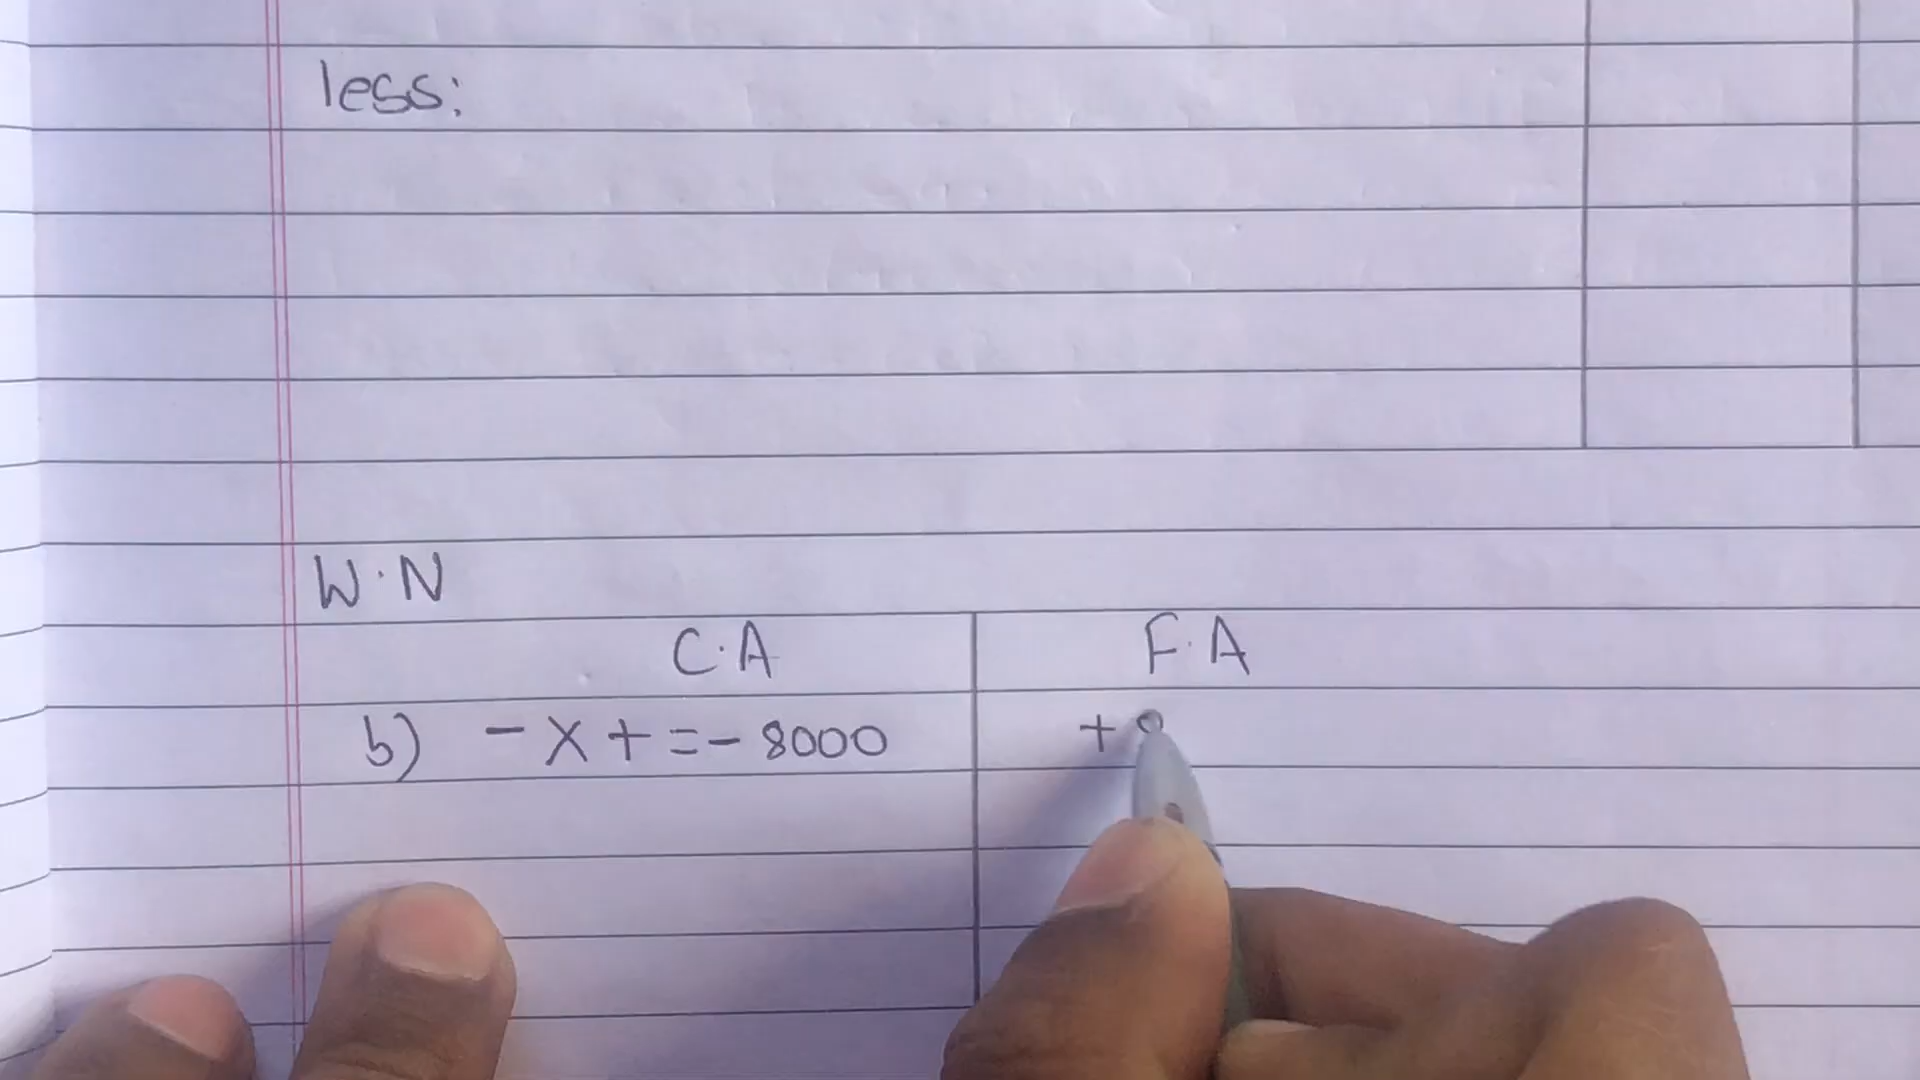 less:
W.N
C.A F.A
b) - X + = - 8000 +